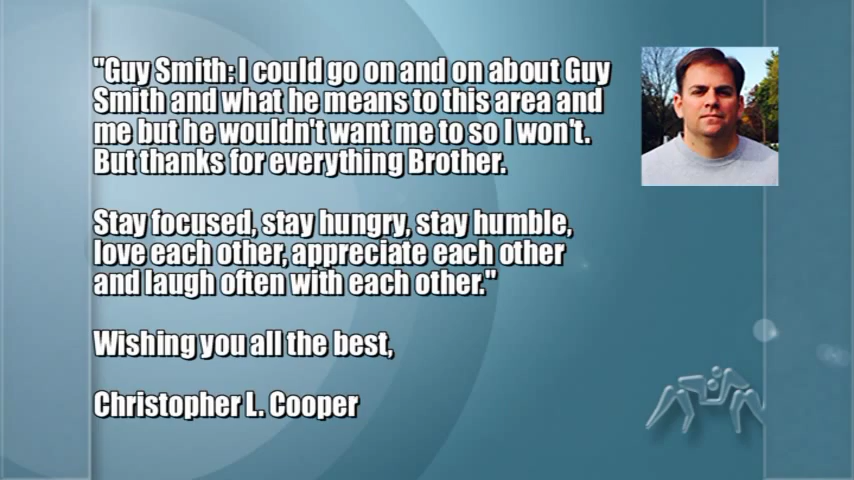 "Guy Smith: I could go on and on about Guy
Smith and what he means to this area and
me but he wouldn't want me to so I won't.
But thanks for everything Brother.
Stay focused, stay hungry, stay humble,
love each other, appreciate each other
and laugh often with each other."
Wishing you all the best,
Christopher L. Cooper